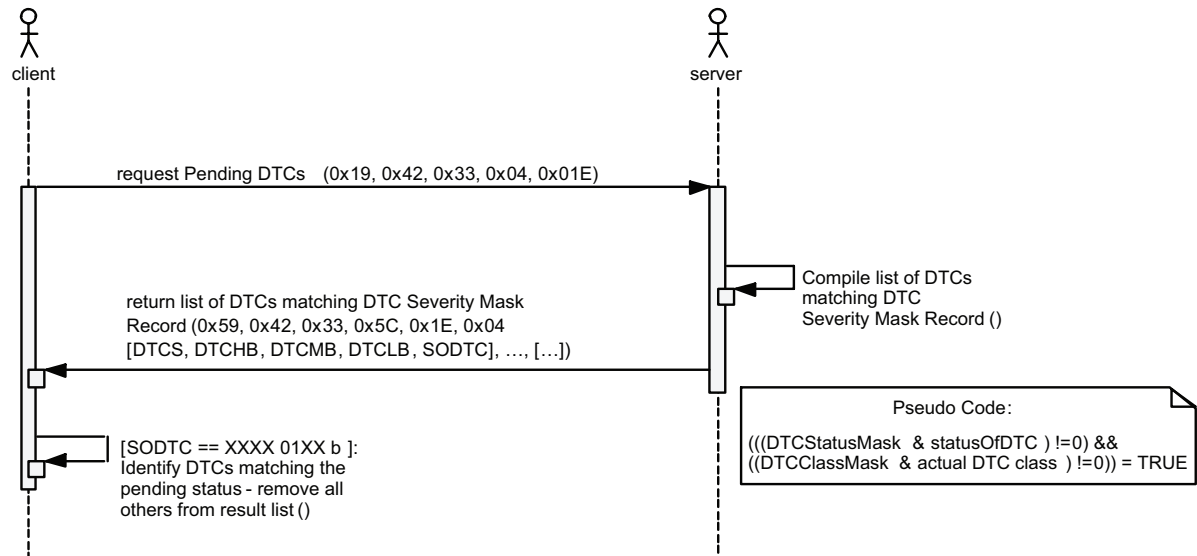 client
server
request Pending DTCs (0x19, 0x42, 0x33, 0x04, 0x01E)
Compile list of DTCs
matching DTC
Severity Mask Record ()
return list of DTCs matching DTC Severity Mask
Record (0x59, 0x42, 0x33, 0x5C, 0x1E, 0x04
[DTCS, DTCHB, DTCMB, DTCLB, SODTC], …, […])
Pseudo Code:
(((DTCStatusMask & statusOfDTC ) !=0) &&
((DTCClassMask & actual DTC class ) !=0)) = TRUE
[SODTC == XXXX 01XX b ]:
Identify DTCs matching the
pending status - remove all
others from result list ()